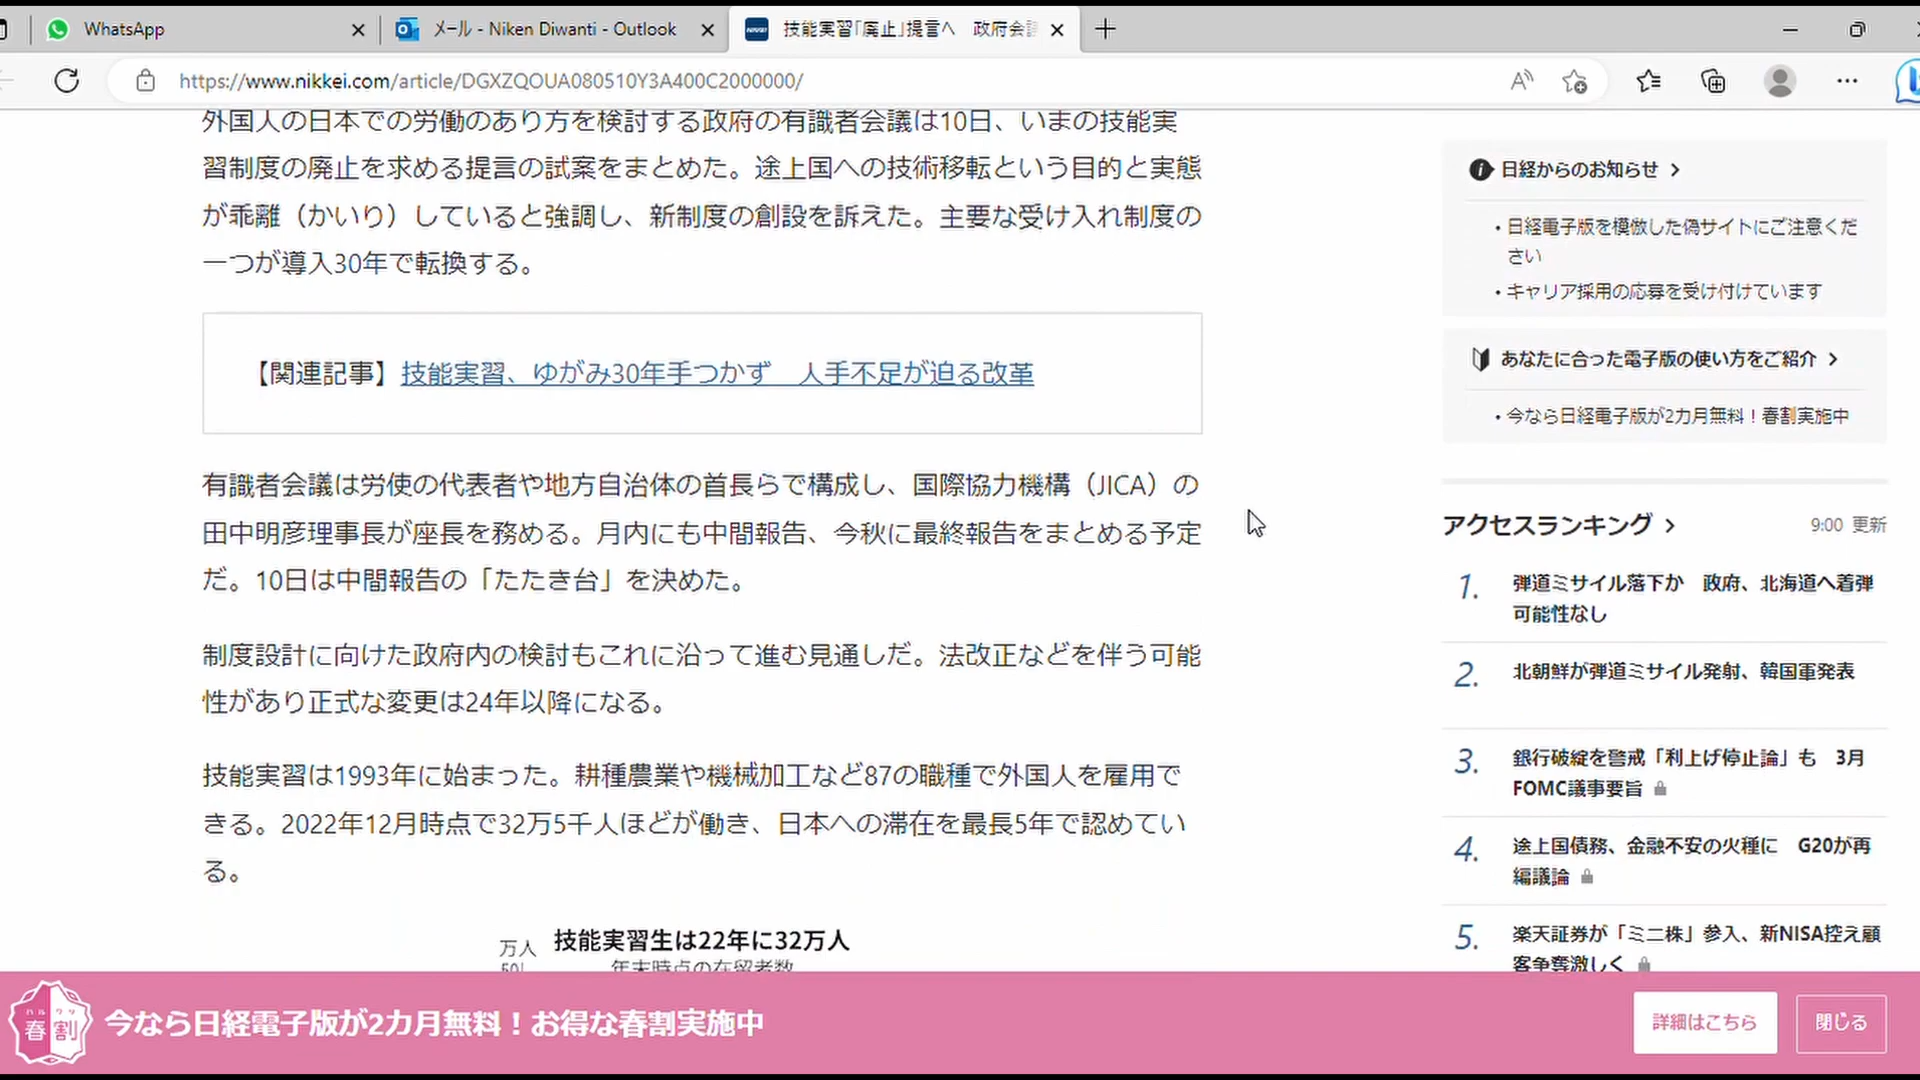 WhatsApp
メール - Niken Diwanti - Outlook
技能実習「廃止」提言へ 政府会
https://www.nikkei.com/article/DGXZQOUA080510Y3A400C2000000/
外国人の日本での労働のあり方を検討する政府の有識者会議は10日、いまの技能実
習制度の廃止を求める提言の試案をまとめた。途上国への技術移転という目的と実態
が乖離（かいり）していると強調し、新制度の創設を訴えた。主要な受け入れ制度の
一つが導入30年で転換する。
【関連記事】技能実習、ゆがみ30年手つかず 人手不足が迫る改革
有識者会議は労使の代表者や地方自治体の首長らで構成し、国際協力機構（JICA）の
田中明彦理事長が座長を務める。月内にも中間報告、今秋に最終報告をまとめる予定
だ。10日は中間報告の「たたき台」を決めた。
制度設計に向けた政府内の検討もこれに沿って進む見通しだ。法改正などを伴う可能
性があり正式な変更は24年以降になる。
技能実習は1993年に始まった。耕種農業や機械加工など87の職種で外国人を雇用で
きる。2022年12月時点で32万5千人ほどが働き、日本への滞在を最長5年で認めてい
る。
万人 技能実習生は22年に32万人
50 年末時点の在留者数
日経からのお知らせ
・日経電子版を模倣した偽サイトにご注意くだ
さい
・キャリア採用の応募を受け付けています
あなたに合った電子版の使い方をご紹介
・今なら日経電子版が2カ月無料！春割実施中
アクセスランキング 9:00 更新
1. 弾道ミサイル落下か 政府、北海道へ着弾
可能性なし
2. 北朝鮮が弾道ミサイル発射、韓国軍発表
3. 銀行破綻を警戒「利上げ停止論」も 3月
FOMC議事要旨
4. 途上国債務、金融不安の火種に G20が再
編議論
5. 楽天証券が「ミニ株」参入、新NISA控え顧
客争奪激しく
ハルワリ
春割
今なら日経電子版が2カ月無料！お得な春割実施中
詳細はこちら
閉じる